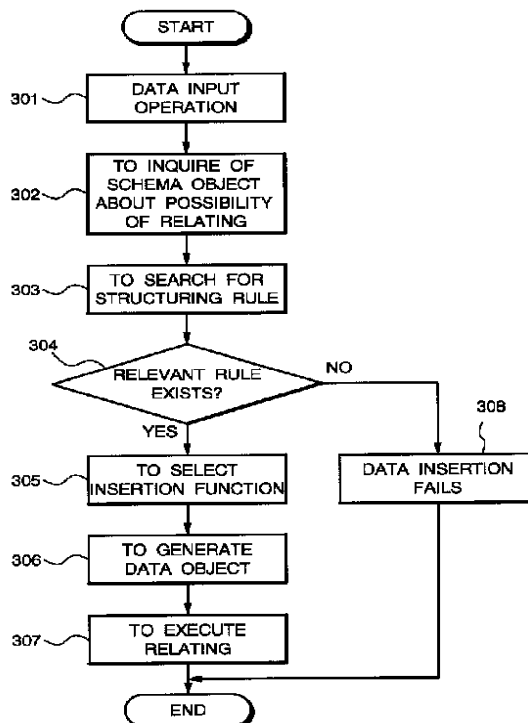 START
301
DATA INPUT
OPERATION
302
TO INQUIRE OF
SCHEMA OBJECT
ABOUT POSSIBILITY
OF RELATING
303
TO SEARCH FOR
STRUCTURING RULE
304
RELEVANT RULE
EXISTS?
NO
YES
308
305
TO SELECT
INSERTION FUNCTION
DATA INSERTION
FAILS
306
TO GENERATE
DATA OBJECT
307
TO EXECUTE
RELATING
END